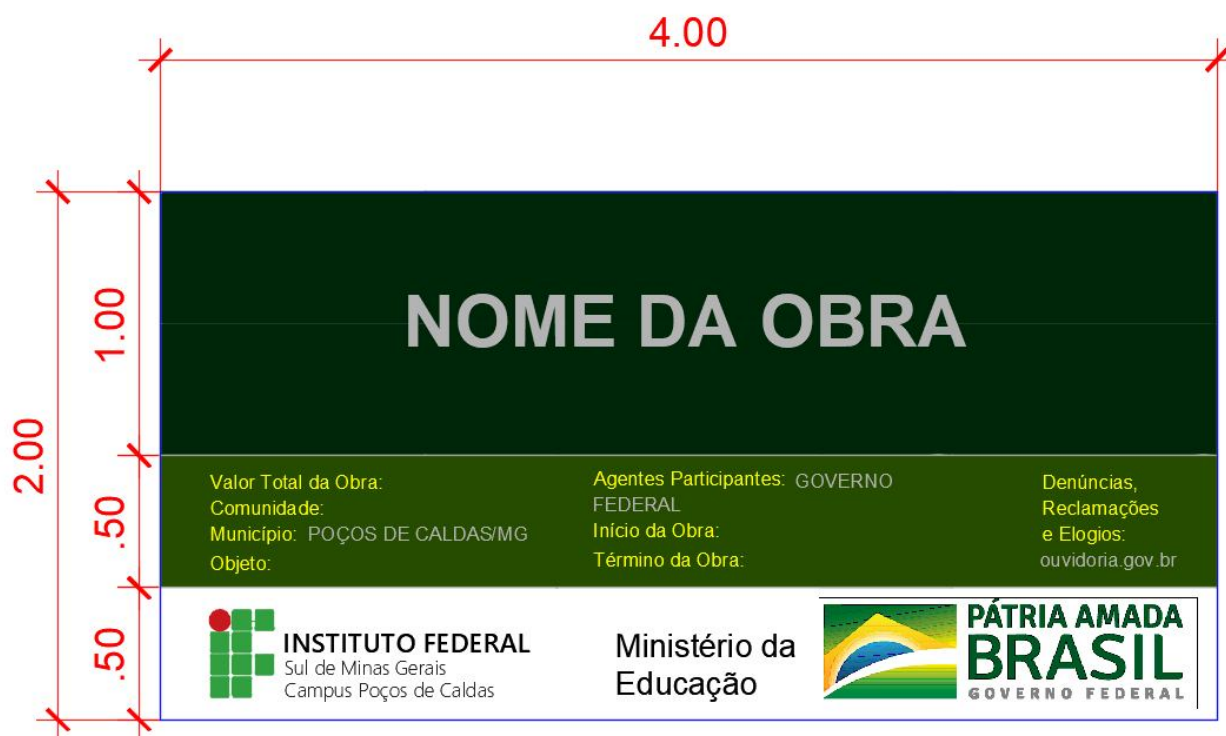 4.00
2.00
1.00
.50
.50
NOME DA OBRA
Valor Total da Obra:
Comunidade:
Município: POÇOS DE CALDAS/MG
Objeto:
Agentes Participantes: GOVERNO
FEDERAL
Início da Obra:
Término da Obra:
Denúncias,
Reclamações
e Elogios:
ouvidoria.gov.br
INSTITUTO FEDERAL
Sul de Minas Gerais
Campus Poços de Caldas
Ministério da
Educação
PÁTRIA AMADA
BRASIL
GOVERNO FEDERAL